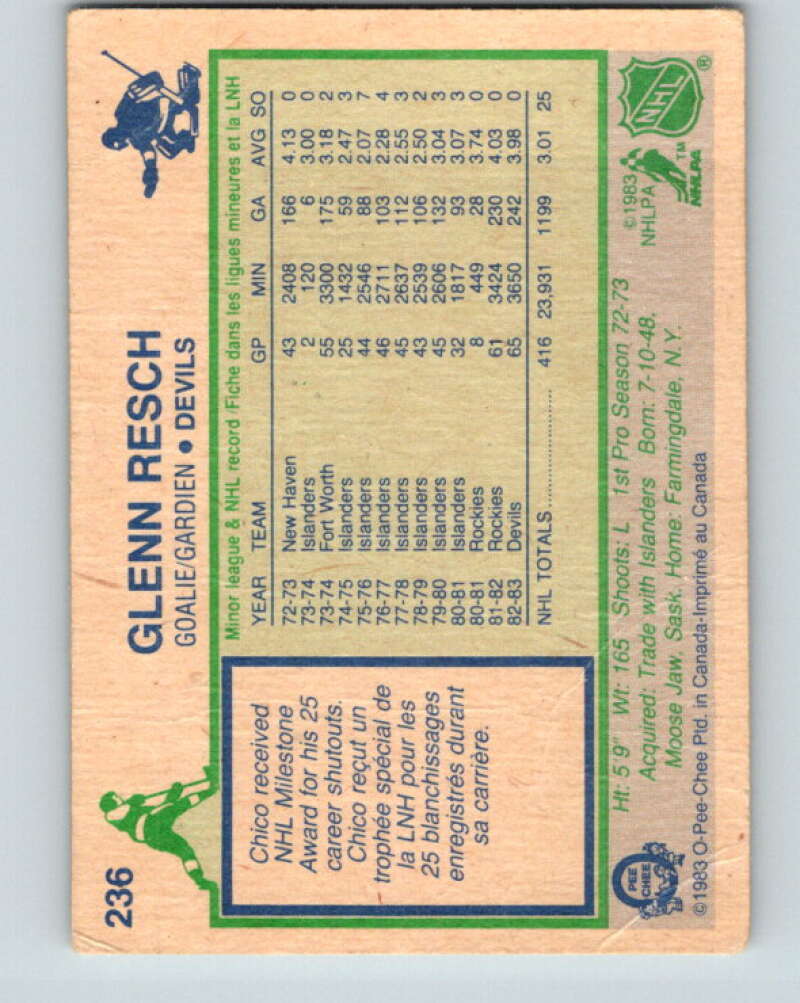 236
GLENN RESCH
GOALIE/GARDIEN • DEVILS
Chico received
NHL Milestone
Award for his 25
career shutouts.
Chico reçut un
trophée spécial de
la LNH pour les
25 blanchissages
enregistrés durant
sa carrière.
Minor league & NHL record/Fiche dans les ligues mineures et la LNH
YEAR TEAM GP MIN GA AVG SO
72-73 New Haven 43 2408 166 4.13 0
73-74 Islanders 2 120 6 3.00 0
73-74 Fort Worth 55 3300 175 3.18 2
74-75 Islanders 25 1432 59 2.47 3
75-76 Islanders 44 2546 88 2.07 7
76-77 Islanders 46 2711 103 2.28 4
77-78 Islanders 45 2637 112 2.55 3
78-79 Islanders 43 2539 106 2.50 2
79-80 Islanders 45 2606 132 3.04 3
80-81 Islanders 32 1817 93 3.07 3
80-81 Rockies 8 449 28 3.74 0
81-82 Rockies 61 3424 230 4.03 0
82-83 Devils 65 3650 242 3.98 0
NHL TOTALS .................... 416 23,931 1199 3.01 25
Ht: 5'9" Wt: 165 Shoots: L 1st Pro Season 72-73
Acquired: Trade with Islanders Born: 7-10-48,
Moose Jaw, Sask. Home: Farmingdale, N.Y.
©1983
NHLPA
NHLPA
TM
NHL
®
O
PEE
CHEE
©1983 O-Pee-Chee Ptd. in Canada-Imprimé au Canada